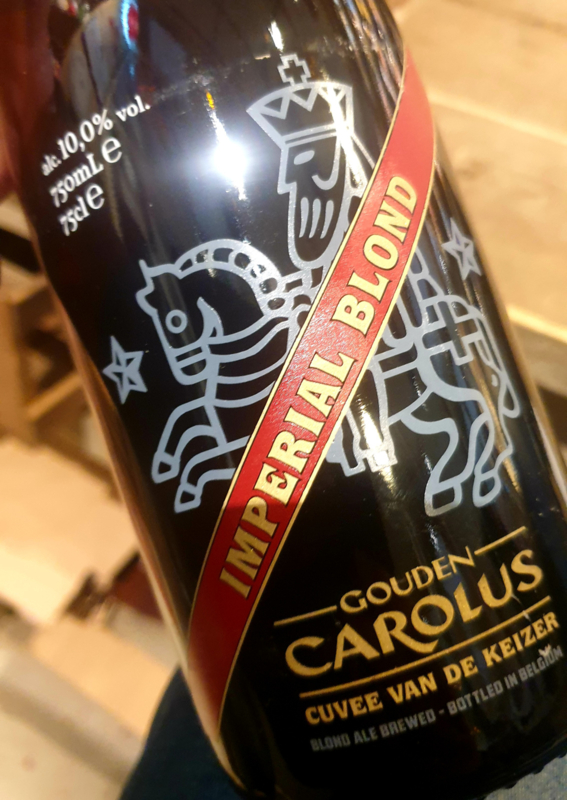 alc. 10,0% vol.
750mL e
75cl e
IMPERIAL BLOND
GOUDEN
CAROLUS
CUVEE VAN DE KEIZER
BLOND ALE BREWED - BOTTLED IN BELGIUM